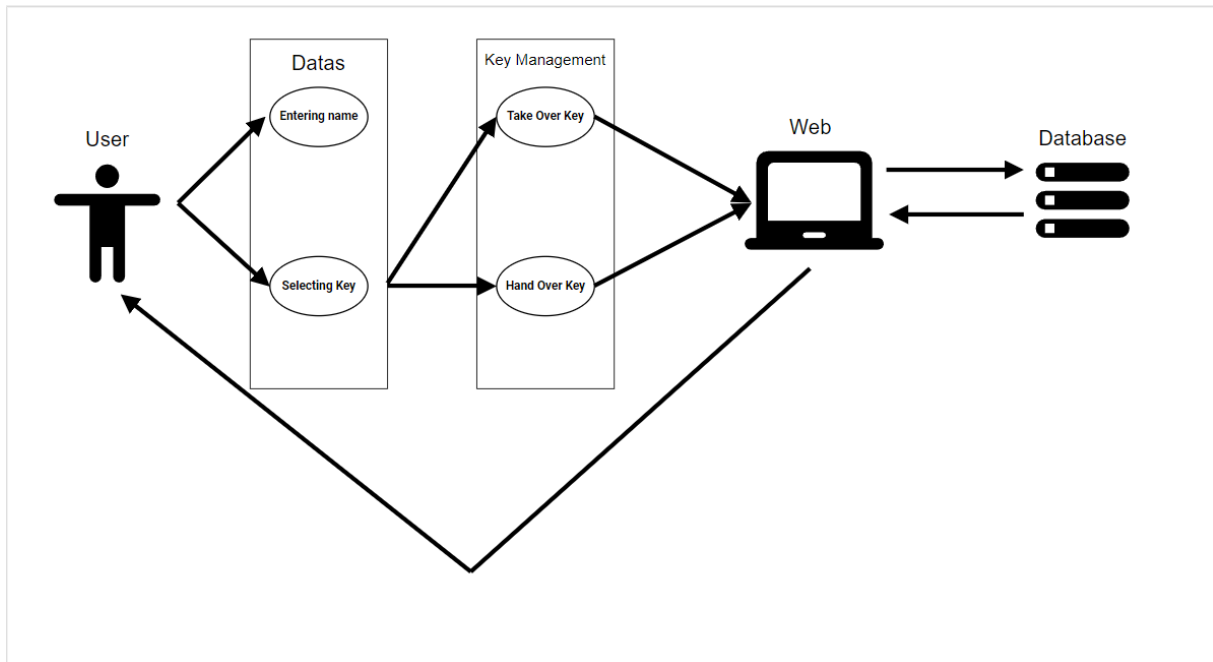 User
Datas
Entering name
Selecting Key
Key Management
Take Over Key
Hand Over Key
Web
Database